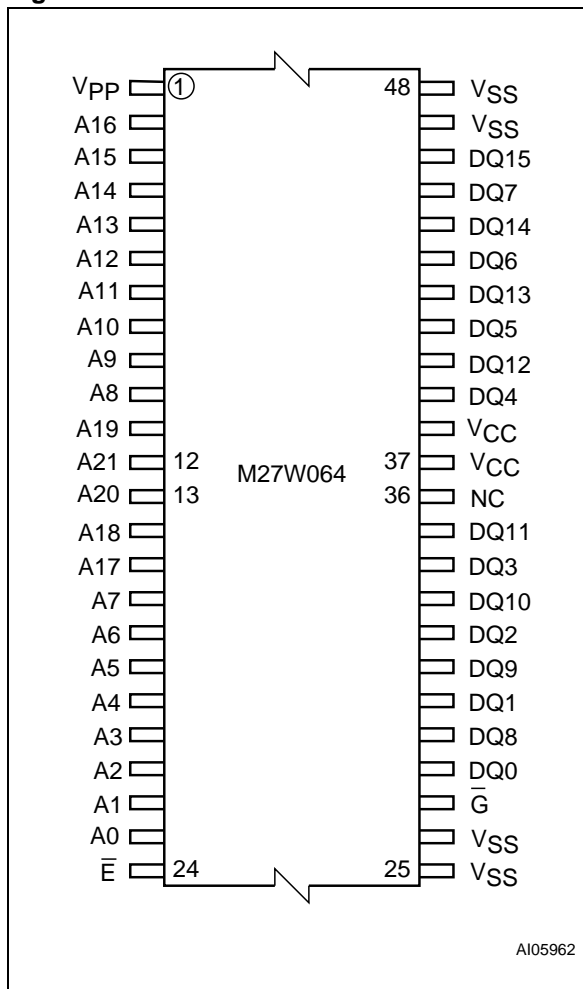 VPP 1 48 VSS
A16 VSS
A15 DQ15
A14 DQ7
A13 DQ14
A12 DQ6
A11 DQ13
A10 DQ5
A9 DQ12
A8 DQ4
A19 VCC
A21 12 37 VCC
M27W064
A20 13 36 NC
A18 DQ11
A17 DQ3
A7 DQ10
A6 DQ2
A5 DQ9
A4 DQ1
A3 DQ8
A2 DQ0
A1 G̅
A0 VSS
E̅ 24 25 VSS
AI05962